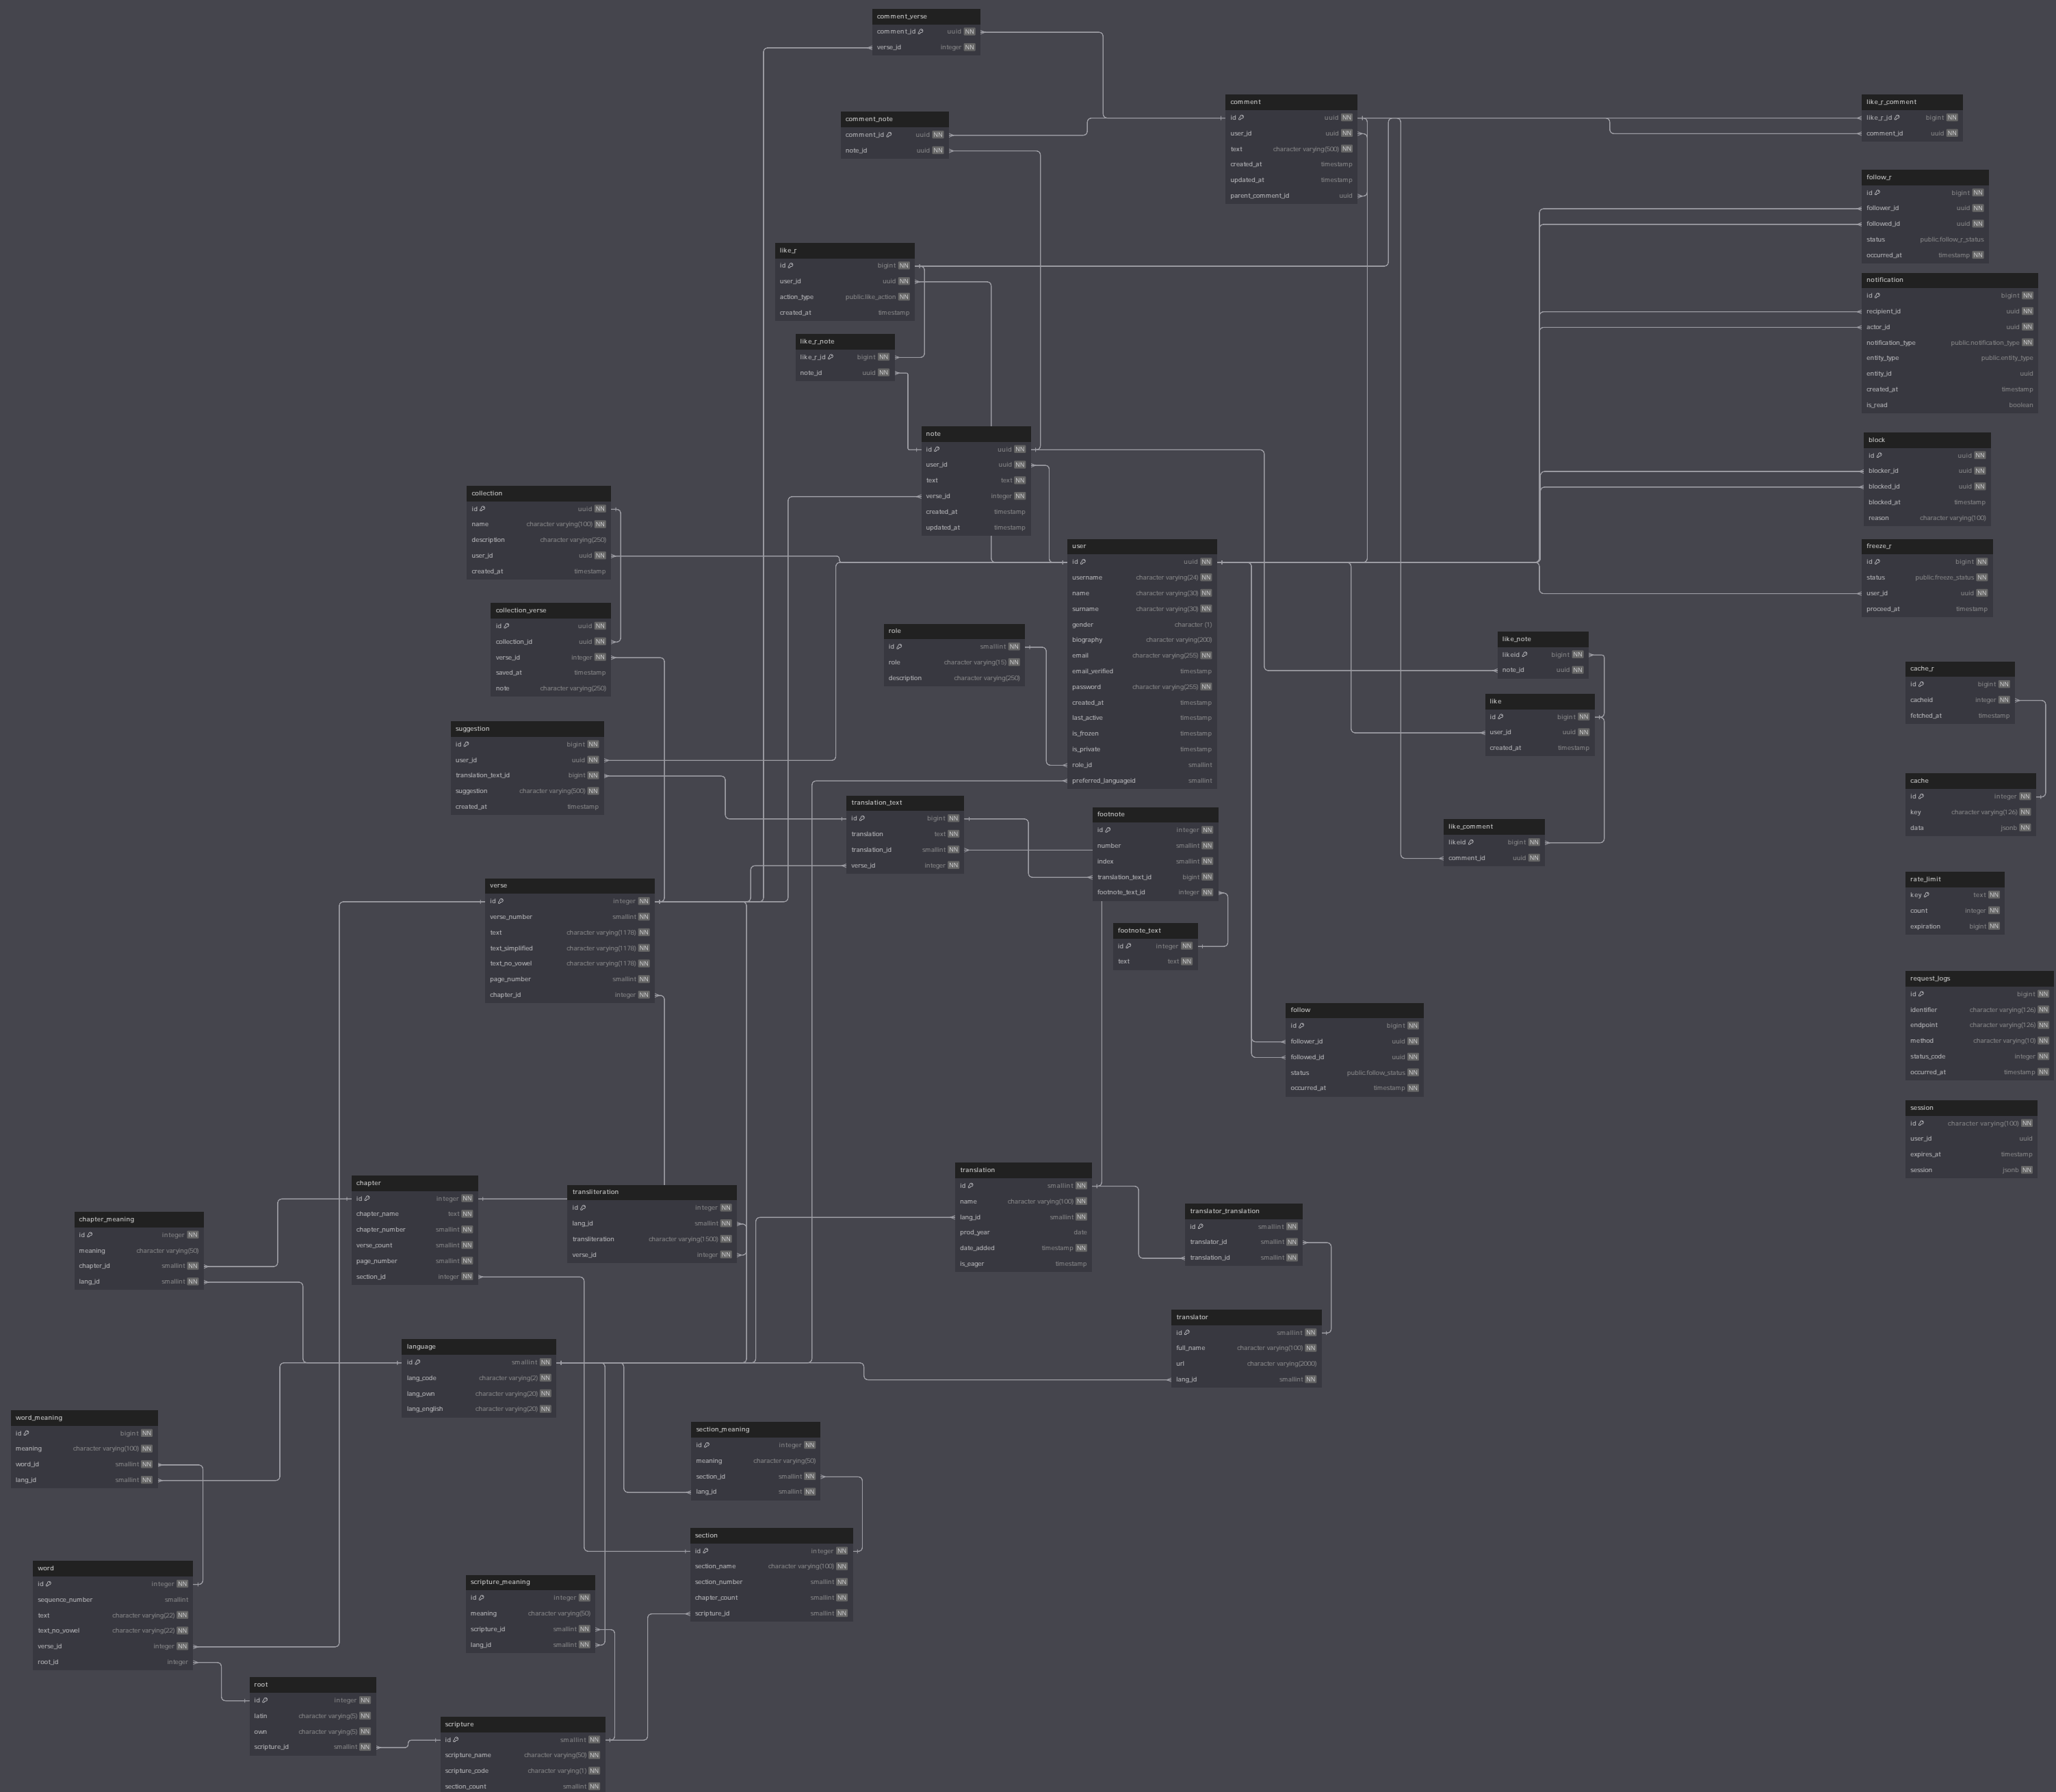 comment_verse
comment_id uuid NN
verse_id integer NN
comment
id uuid NN
user_id uuid NN
text character varying(500) NN
created_at timestamp
updated_at timestamp
parent_comment_id uuid
like_r_comment
like_r_id bigint NN
comment_id uuid NN
comment_note
comment_id uuid NN
note_id uuid NN
follow_r
id bigint NN
follower_id uuid NN
followed_id uuid NN
status public.follow_r_status
occurred_at timestamp NN
like_r
id bigint NN
user_id uuid NN
action_type public.like_action NN
created_at timestamp
notification
id bigint NN
recipient_id uuid NN
actor_id uuid NN
notification_type public.notification_type NN
entity_type public.entity_type
entity_id uuid
created_at timestamp
is_read boolean
like_r_note
like_r_id bigint NN
note_id uuid NN
note
id uuid NN
user_id uuid NN
text text NN
verse_id integer NN
created_at timestamp
updated_at timestamp
block
id uuid NN
blocker_id uuid NN
blocked_id uuid NN
blocked_at timestamp
reason character varying(100)
collection
id uuid NN
name character varying(100) NN
description character varying(250)
user_id uuid NN
created_at timestamp
user
id uuid NN
username character varying(24) NN
name character varying(30) NN
surname character varying(30) NN
gender character (1)
biography character varying(200)
email character varying(255) NN
email_verified timestamp
password character varying(255) NN
created_at timestamp
last_active timestamp
is_frozen timestamp
is_private timestamp
role_id smallint
preferred_languageid smallint
freeze_r
id bigint NN
status public.freeze_status NN
user_id uuid NN
proceed_at timestamp
collection_verse
id uuid NN
collection_id uuid NN
verse_id integer NN
saved_at timestamp
note character varying(250)
role
id smallint NN
role character varying(15) NN
description character varying(250)
like_note
likeid bigint NN
note_id uuid NN
cache_r
id bigint NN
cacheid integer NN
fetched_at timestamp
like
id bigint NN
user_id uuid NN
created_at timestamp
suggestion
id bigint NN
user_id uuid NN
translation_text_id bigint NN
suggestion character varying(500) NN
created_at timestamp
cache
id integer NN
key character varying(126) NN
data jsonb NN
translation_text
id bigint NN
translation text NN
translation_id smallint NN
verse_id integer NN
footnote
id integer NN
number smallint NN
index smallint NN
translation_text_id bigint NN
footnote_text_id integer NN
like_comment
likeid bigint NN
comment_id uuid NN
rate_limit
key text NN
count integer NN
expiration bigint NN
verse
id integer NN
verse_number smallint NN
text character varying(1178) NN
text_simplified character varying(1178) NN
text_no_vowel character varying(1178) NN
page_number smallint NN
chapter_id integer NN
footnote_text
id integer NN
text text NN
request_logs
id bigint NN
identifier character varying(126) NN
endpoint character varying(126) NN
method character varying(10) NN
status_code integer NN
occurred_at timestamp NN
follow
id bigint NN
follower_id uuid NN
followed_id uuid NN
status public.follow_status NN
occurred_at timestamp NN
session
id character varying(100) NN
user_id uuid
expires_at timestamp
session jsonb NN
translation
id smallint NN
name character varying(100) NN
lang_id smallint NN
prod_year date
date_added timestamp NN
is_eager timestamp
chapter
id integer NN
chapter_name text NN
chapter_number smallint NN
verse_count smallint NN
page_number smallint NN
section_id integer NN
transliteration
id integer NN
lang_id smallint NN
transliteration character varying(1500) NN
verse_id integer NN
translator_translation
id smallint NN
translator_id smallint NN
translation_id smallint NN
chapter_meaning
id integer NN
meaning character varying(50)
chapter_id smallint NN
lang_id smallint NN
translator
id smallint NN
full_name character varying(100) NN
url character varying(2000)
lang_id smallint NN
language
id smallint NN
lang_code character varying(2) NN
lang_own character varying(20) NN
lang_english character varying(20) NN
word_meaning
id bigint NN
meaning character varying(100) NN
word_id smallint NN
lang_id smallint NN
section_meaning
id integer NN
meaning character varying(50)
section_id smallint NN
lang_id smallint NN
section
id integer NN
section_name character varying(100) NN
section_number smallint NN
chapter_count smallint NN
scripture_id smallint NN
word
id integer NN
sequence_number smallint
text character varying(22) NN
text_no_vowel character varying(22) NN
verse_id integer NN
root_id integer
scripture_meaning
id integer NN
meaning character varying(50)
scripture_id smallint NN
lang_id smallint NN
root
id integer NN
latin character varying(5) NN
own character varying(5) NN
scripture_id smallint NN
scripture
id smallint NN
scripture_name character varying(50) NN
scripture_code character varying(1) NN
section_count smallint NN